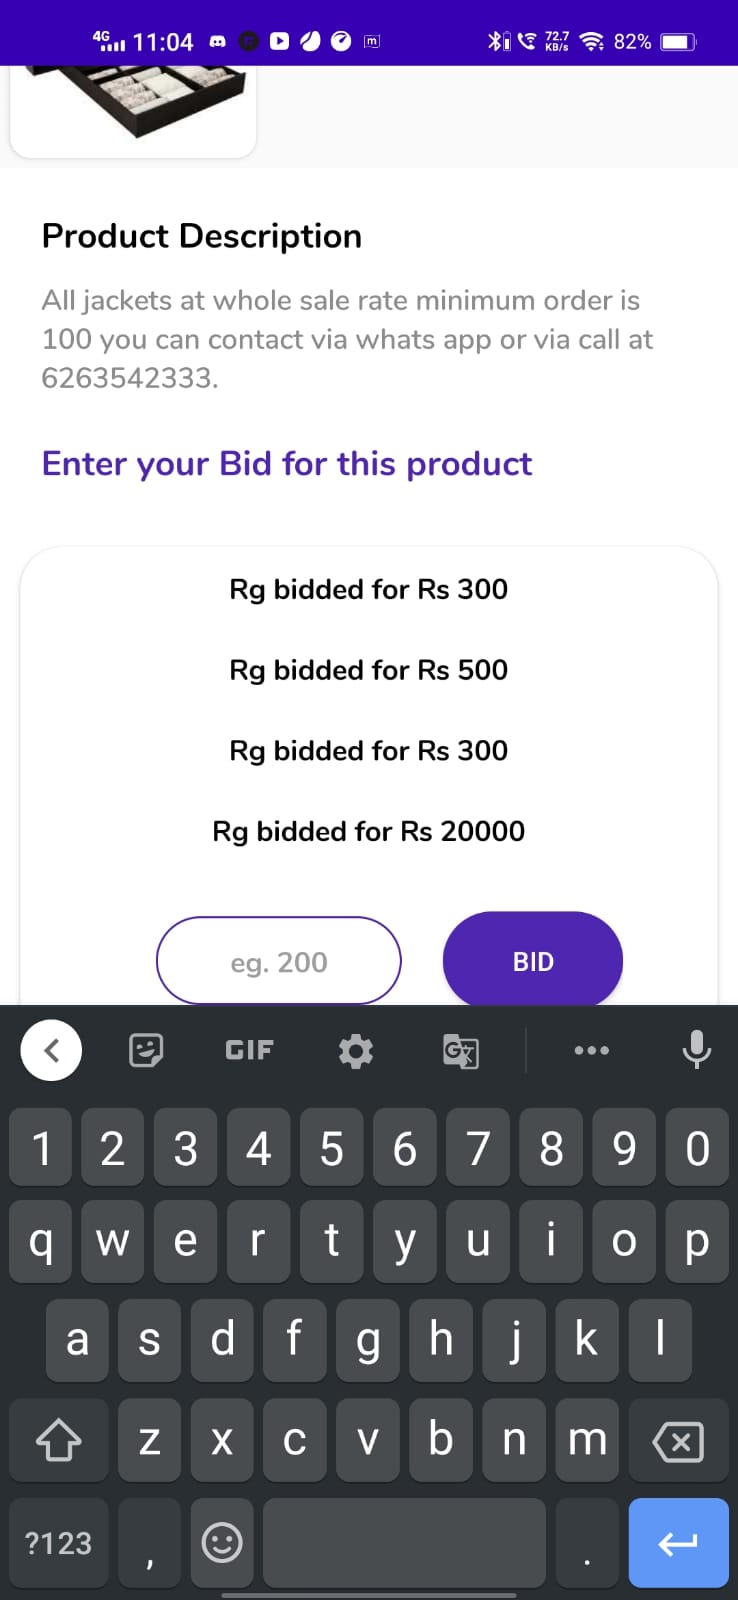 4G 11:04 m 72.7 KB/s 82%
Product Description
All jackets at whole sale rate minimum order is
100 you can contact via whats app or via call at
6263542333.
Enter your Bid for this product
Rg bidded for Rs 300
Rg bidded for Rs 500
Rg bidded for Rs 300
Rg bidded for Rs 20000
eg. 200 BID
GIF G文
1 2 3 4 5 6 7 8 9 0
q w e r t y u i o p
a s d f g h j k l
z x c v b n m
?123 , .